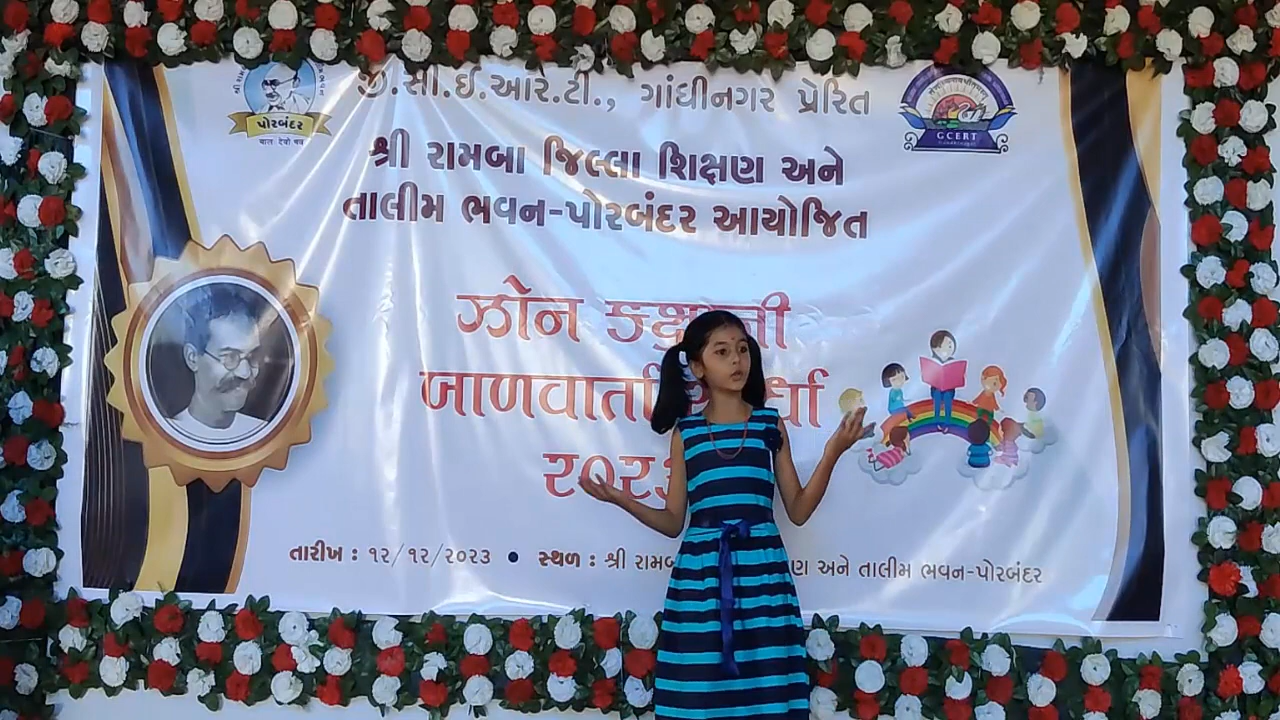 જી.સી.ઈ.આર.ટી., ગાંધીનગર પ્રેરિત
પોરબંદર
GCERT
શ્રી રામબા જિલ્લા શિક્ષણ અને
તાલીમ ભવન-પોરબંદર આયોજિત
ઝોન
બાળવાર્તા
તારીખ : ૧૨/૧૨/૨૦૨૩ • સ્થળ : શ્રી રામબા
અને તાલીમ ભવન-પોરબંદર